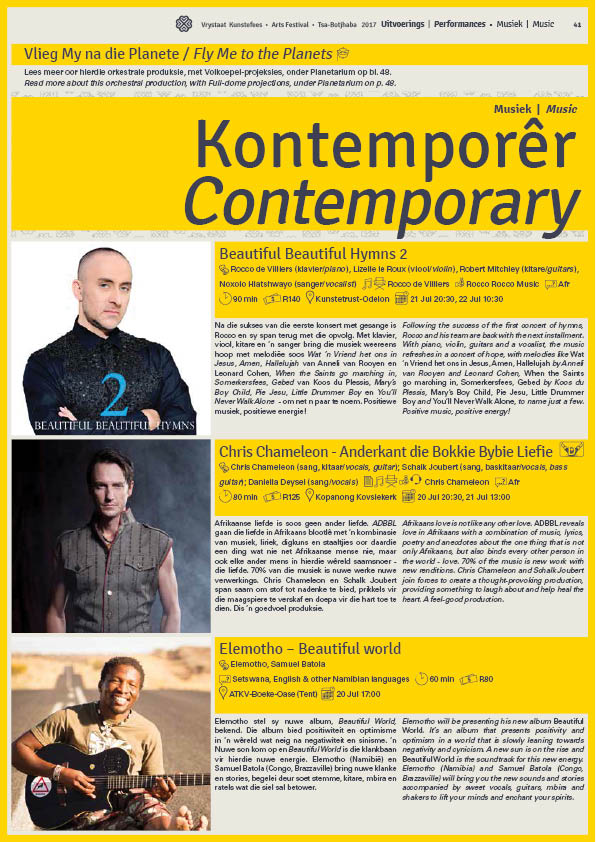 Vrystaat Kunstefees • Arts Festival • Tsa-Botjhaba 2017 Uitvoerings | Performances • Musiek | Music 41
Vlieg My na die Planete / Fly Me to the Planets
Lees meer oor hierdie orkestrale produksie, met Volkoepel-projeksies, onder Planetarium op bl. 48.
Read more about this orchestral production, with Full-dome projections, under Planetarium on p. 48.
Musiek | Music
Kontemporêr
Contemporary
2
BEAUTIFUL BEAUTIFUL HYMNS
Beautiful Beautiful Hymns 2
Rocco de Villiers (klavier/piano), Lizelle le Roux (viool/violin), Robert Mitchley (kitare/guitars),
Noxolo Hlatshwayo (sanger/vocalist) Rocco de Villiers Rocco Rocco Music Afr
90 min R140 Kunstetrust-Odeion 21 Jul 20:30, 22 Jul 10:30
Na die sukses van die eerste konsert met gesange is
Rocco en sy span terug met die opvolg. Met klavier,
viool, kitare en 'n sanger bring die musiek weereens
hoop met melodieë soos Wat 'n Vriend het ons in
Jesus, Amen, Hallelujah van Anneli van Rooyen en
Leonard Cohen, When the Saints go marching in,
Somerkersfees, Gebed van Koos du Plessis, Mary's
Boy Child, Pie Jesu, Little Drummer Boy en You'll
Never Walk Alone - om net n paar te noem. Positiewe
musiek, positiewe energie!
Following the success of the first concert of hymns,
Rocco and his team are back with the next installment.
With piano, violin, guitars and a vocalist, the music
refreshes in a concert of hope, with melodies like Wat
'n Vriend het ons in Jesus, Amen, Hallelujah by Anneli
van Rooyen and Leonard Cohen, When the Saints
go marching in, Somerkersfees, Gebed by Koos du
Plessis, Mary's Boy Child, Pie Jesu, Little Drummer
Boy and You'll Never Walk Alone, to name just a few.
Positive music, positive energy!
Chris Chameleon - Anderkant die Bokkie Bybie Liefie
Chris Chameleon (sang, kitaar/vocals, guitar); Schalk Joubert (sang, baskitaar/vocals, bass
guitar); Daniella Deysel (sang/vocals) Chris Chameleon Afr
80 min R125 Kopanong Kovsiekerk 20 Jul 20:30, 21 Jul 13:00
Afrikaanse liefde is soos geen ander liefde. ADBBL
gaan die liefde in Afrikaans blootlê met 'n kombinasie
van musiek, liriek, digkuns en staaltjies oor daardie
een ding wat nie net Afrikaanse mense nie, maar
ook elke ander mens in hierdie wêreld saamsnoer -
die liefde. 70% van die musiek is nuwe werke nuwe
verwerkings. Chris Chameleon en Schalk Joubert
span saam om stof tot nadenke te bied, prikkels vir
die maagspiere te verskaf en doepa vir die hart toe te
dien. Dis 'n goedvoel produksie.
Afrikaans love is not like any other love. ADBBL reveals
love in Afrikaans with a combination of music, lyrics,
poetry and anecdotes about the one thing that is not
only Afrikaans, but also binds every other person in
the world - love. 70% of the music is new work with
new renditions. Chris Chameleon and Schalk Joubert
join forces to create a thought-provoking production,
providing something to laugh about and help heal the
heart. A feel-good production.
Elemotho – Beautiful world
Elemotho, Samuel Batola
Setswana, English & other Namibian languages 60 min R80
ATKV-Boeke-Oase (Tent) 20 Jul 17:00
Elemotho stel sy nuwe album, Beautiful World,
bekend. Die album bied positiwiteit en optimisme
in 'n wêreld wat neig na negatiwiteit en sinisme. 'n
Nuwe son kom op en Beautiful World is die klankbaan
vir hierdie nuwe energie. Elemotho (Namibië) en
Samuel Batola (Congo, Brazzaville) bring nuwe klanke
en stories, begelei deur soet stemme, kitare, mbira en
ratels wat die siel sal betower.
Elemotho will be presenting his new album Beautiful
World. It's an album that presents positivity and
optimism in a world that is slowly leaning towards
negativity and cynicism. A new sun is on the rise and
Beautiful World is the soundtrack for this new energy.
Elemotho (Namibia) and Samuel Batola (Congo,
Brazzaville) will bring you the new sounds and stories
accompanied by sweet vocals, guitars, mbira and
shakers to lift your minds and enchant your spirits.